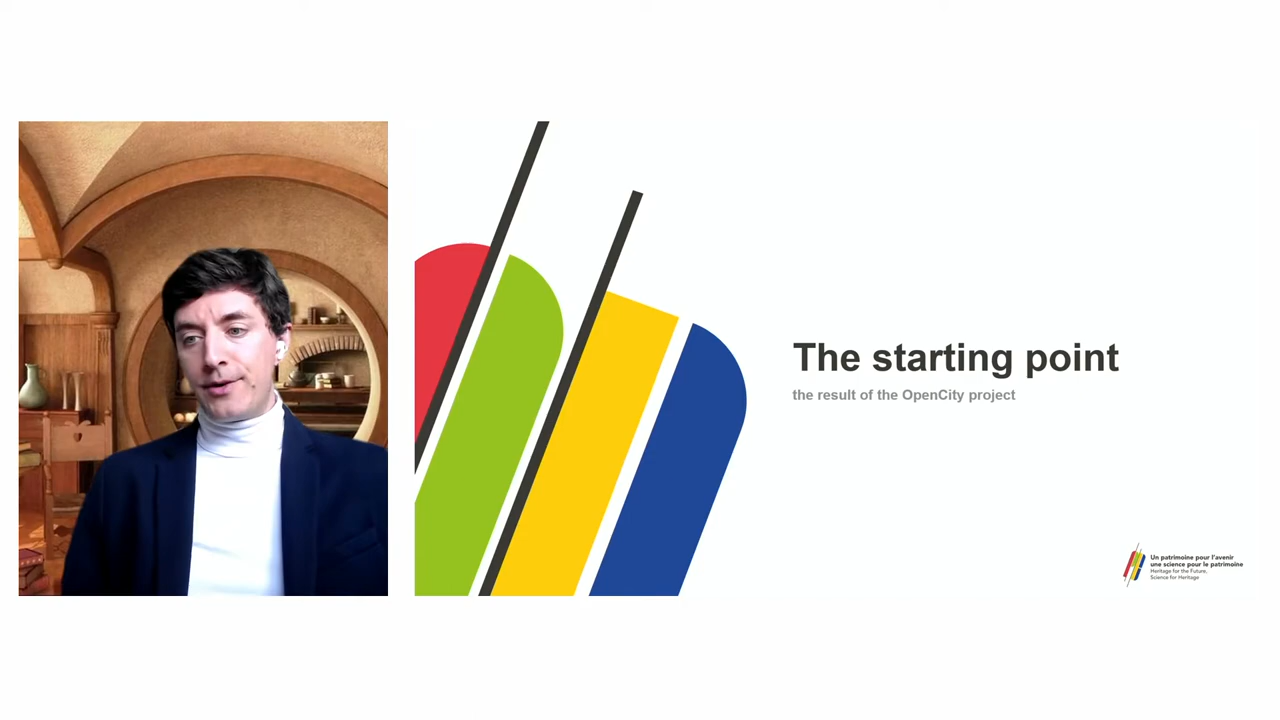 The starting point
the result of the OpenCity project
Un patrimoine pour l'avenir
une science pour le patrimoine
Heritage for the Future,
Science for Heritage